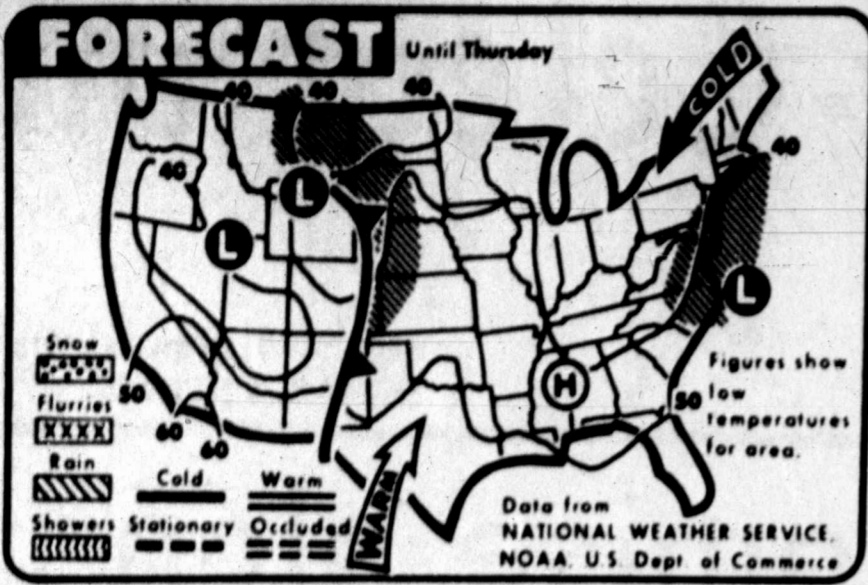 FORECAST
Until Thursday
COLD
40 40 40
40
40
L
L
L
H
50
60
60
50
Snow
Flurries
Rain
Showers
Cold
Warm
Stationary
Occluded
WARM
Figures show
low
temperatures
for area.
Data from
NATIONAL WEATHER SERVICE,
NOAA, U.S. Dept. of Commerce